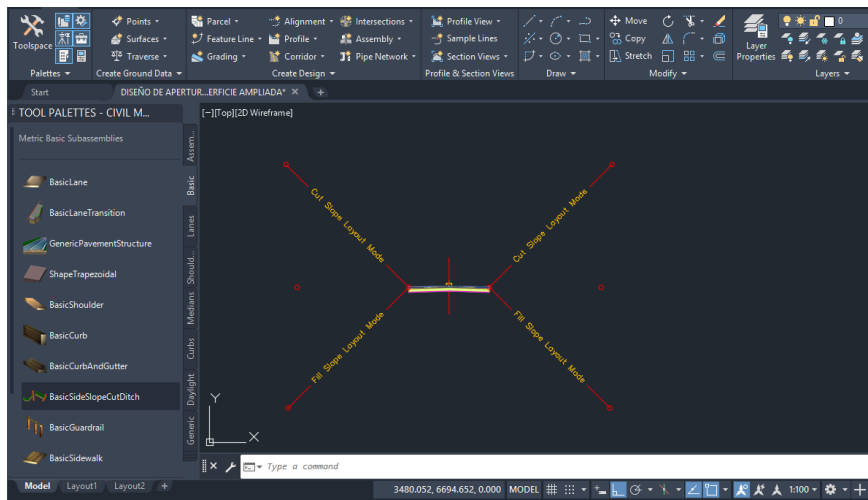 Toolspace
Palettes
Points
Surfaces
Traverse
Create Ground Data
Parcel
Feature Line
Grading
Alignment
Profile
Corridor
Intersections
Assembly
Pipe Network
Create Design
Profile View
Sample Lines
Section Views
Profile & Section Views
Draw
Move
Copy
Stretch
Modify
Layer
Properties
0
Layers
Start
DISEÑO DE APERTUR...ERFICIE AMPLIADA*
TOOL PALETTES - CIVIL M...
Metric Basic Subassemblies
BasicLane
BasicLaneTransition
GenericPavementStructure
ShapeTrapezoidal
BasicShoulder
BasicCurb
BasicCurbAndGutter
BasicSideSlopeCutDitch
BasicGuardrail
BasicSidewalk
Assem...
Basic
Lanes
Should...
Medians
Curbs
Daylight
Generic
[−][Top][2D Wireframe]
Cut Slope Layout Mode
Cut Slope Layout Mode
Fill Slope Layout Mode
Fill Slope Layout Mode
Y
X
Type a command
Model
Layout1
Layout2
3480.052, 6694.652, 0.000
MODEL
1:100